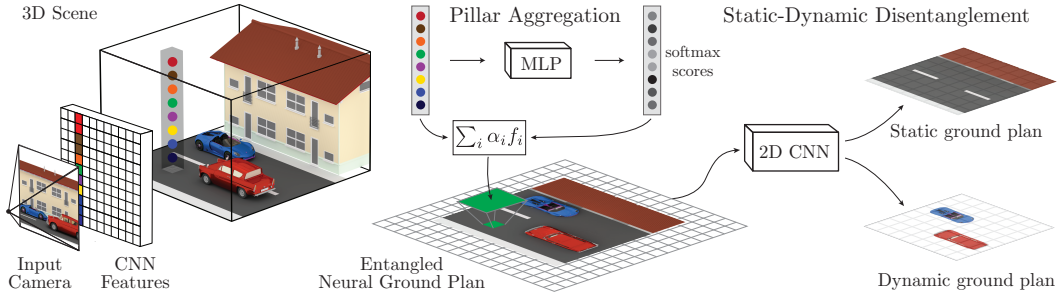 3D Scene
Pillar Aggregation
Static-Dynamic Disentanglement
MLP
softmax
scores
∑i αi fi
2D CNN
Static ground plan
Input
Camera
CNN
Features
Entangled
Neural Ground Plan
Dynamic ground plan